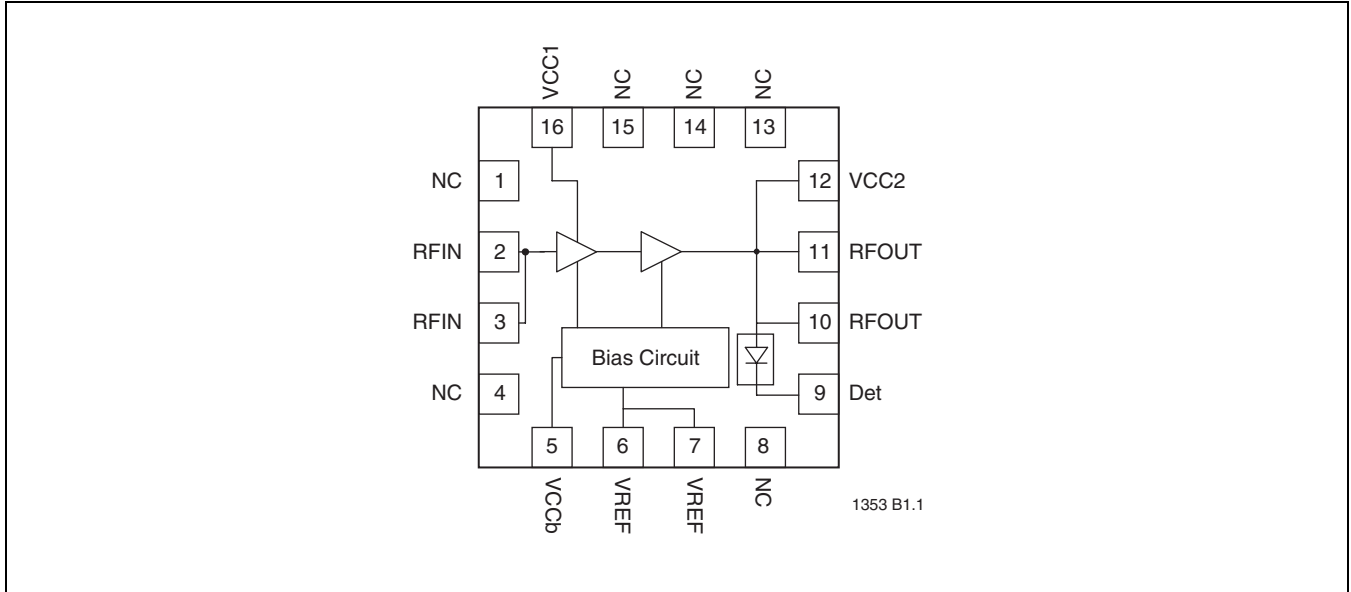 VCC1
NC
NC
NC
16
15
14
13
NC
1
12
VCC2
RFIN
2
11
RFOUT
RFIN
3
10
RFOUT
Bias Circuit
NC
4
9
Det
5
6
7
8
VCCb
VREF
VREF
NC
1353 B1.1